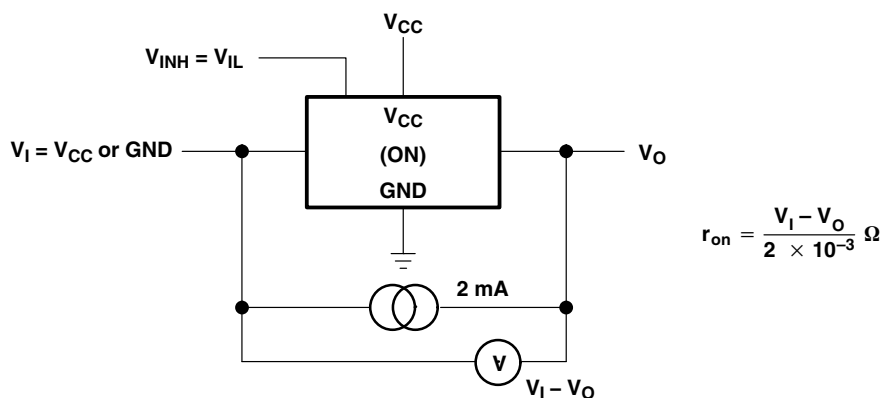 VCC
VINH = VIL
VCC
VI = VCC or GND
(ON)
VO
GND
ron = VI – VO / 2 × 10–3 Ω
2 mA
V
VI – VO